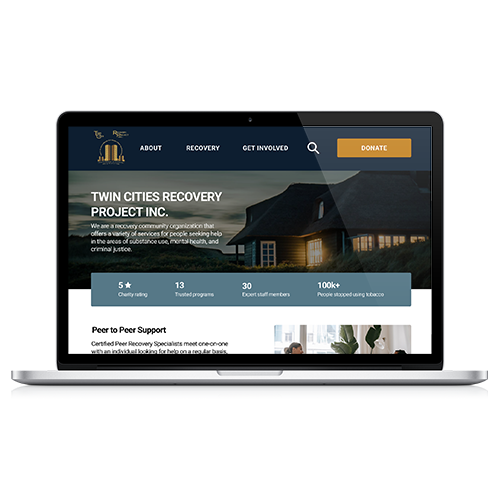 ABOUT
RECOVERY
GET INVOLVED
DONATE
TWIN CITIES RECOVERY
PROJECT INC.
We are a recovery community organization that
offers a variety of services for people seeking help
in the areas of substance use, mental health, and
criminal justice.
5 ★
13
30
100k+
Charity rating
Trusted programs
Expert staff members
People stopped using tobacco
Peer to Peer Support
Certified Peer Recovery Specialists meet one-on-one
with an individual looking for help on a regular basis,